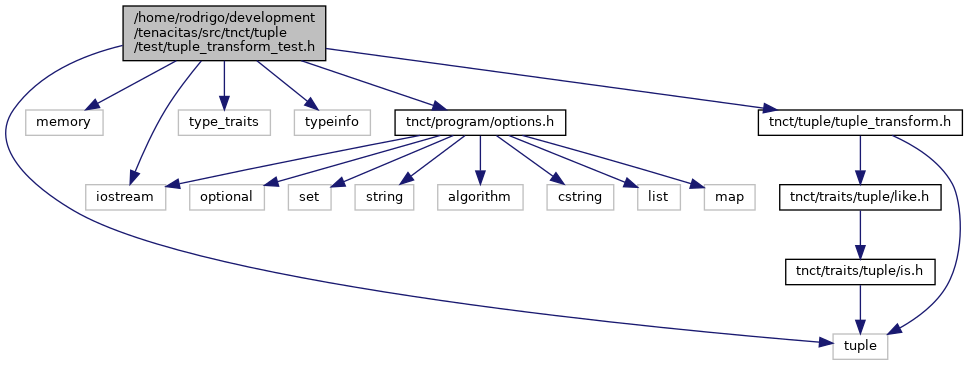 /home/rodrigo/development
/tenacitas/src/tnct/tuple
/test/tuple_transform_test.h
memory
type_traits
typeinfo
tnct/program/options.h
tnct/tuple/tuple_transform.h
iostream
optional
set
string
algorithm
cstring
list
map
tnct/traits/tuple/like.h
tnct/traits/tuple/is.h
tuple